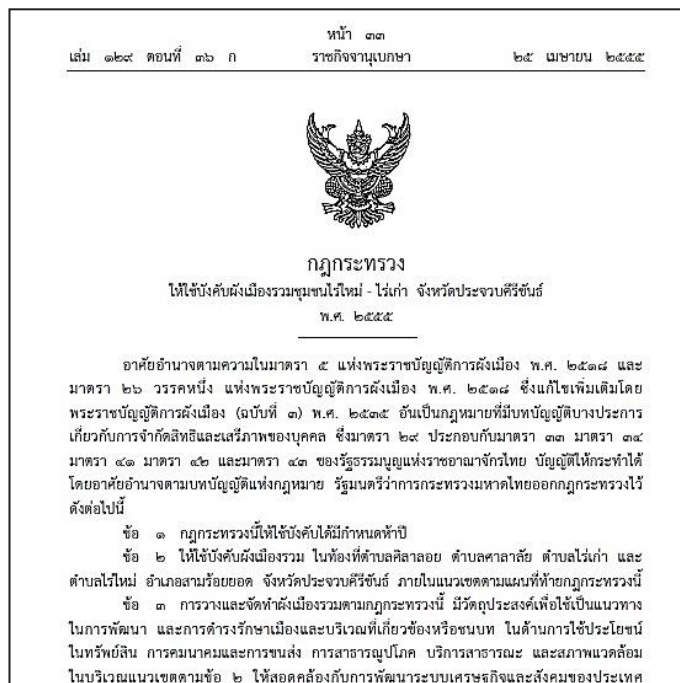 หน้า ๓๓
เล่ม ๑๒๙ ตอนที่ ๓๖ ก ราชกิจจานุเบกษา ๒๕ เมษายน ๒๕๕๕
กฎกระทรวง
ให้ใช้บังคับผังเมืองรวมชุมชนไร่ใหม่ - ไร่เก่า จังหวัดประจวบคีรีขันธ์
พ.ศ. ๒๕๕๕
อาศัยอำนาจตามความในมาตรา ๕ แห่งพระราชบัญญัติการผังเมือง พ.ศ. ๒๕๑๘ และ
มาตรา ๒๖ วรรคหนึ่ง แห่งพระราชบัญญัติการผังเมือง พ.ศ. ๒๕๑๘ ซึ่งแก้ไขเพิ่มเติมโดย
พระราชบัญญัติการผังเมือง (ฉบับที่ ๓) พ.ศ. ๒๕๓๕ อันเป็นกฎหมายที่มีบทบัญญัติบางประการ
เกี่ยวกับการจำกัดสิทธิและเสรีภาพของบุคคล ซึ่งมาตรา ๒๙ ประกอบกับมาตรา ๓๓ มาตรา ๓๔
มาตรา ๔๑ มาตรา ๔๒ และมาตรา ๔๓ ของรัฐธรรมนูญแห่งราชอาณาจักรไทย บัญญัติให้กระทำได้
โดยอาศัยอำนาจตามบทบัญญัติแห่งกฎหมาย รัฐมนตรีว่าการกระทรวงมหาดไทยออกกฎกระทรวงไว้
ดังต่อไปนี้
ข้อ ๑ กฎกระทรวงนี้ให้ใช้บังคับได้มีกำหนดห้าปี
ข้อ ๒ ให้ใช้บังคับผังเมืองรวม ในท้องที่ตำบลศิลาลอย ตำบลศาลาลัย ตำบลไร่เก่า และ
ตำบลไร่ใหม่ อำเภอสามร้อยยอด จังหวัดประจวบคีรีขันธ์ ภายในแนวเขตตามแผนที่ท้ายกฎกระทรวงนี้
ข้อ ๓ การวางและจัดทำผังเมืองรวมตามกฎกระทรวงนี้ มีวัตถุประสงค์เพื่อใช้เป็นแนวทาง
ในการพัฒนา และการดำรงรักษาเมืองและบริเวณที่เกี่ยวข้องหรือชนบท ในด้านการใช้ประโยชน์
ในทรัพย์สิน การคมนาคมและการขนส่ง การสาธารณูปโภค บริการสาธารณะ และสภาพแวดล้อม
ในบริเวณแนวเขตตามข้อ ๒ ให้สอดคล้องกับการพัฒนาระบบเศรษฐกิจและสังคมของประเทศ